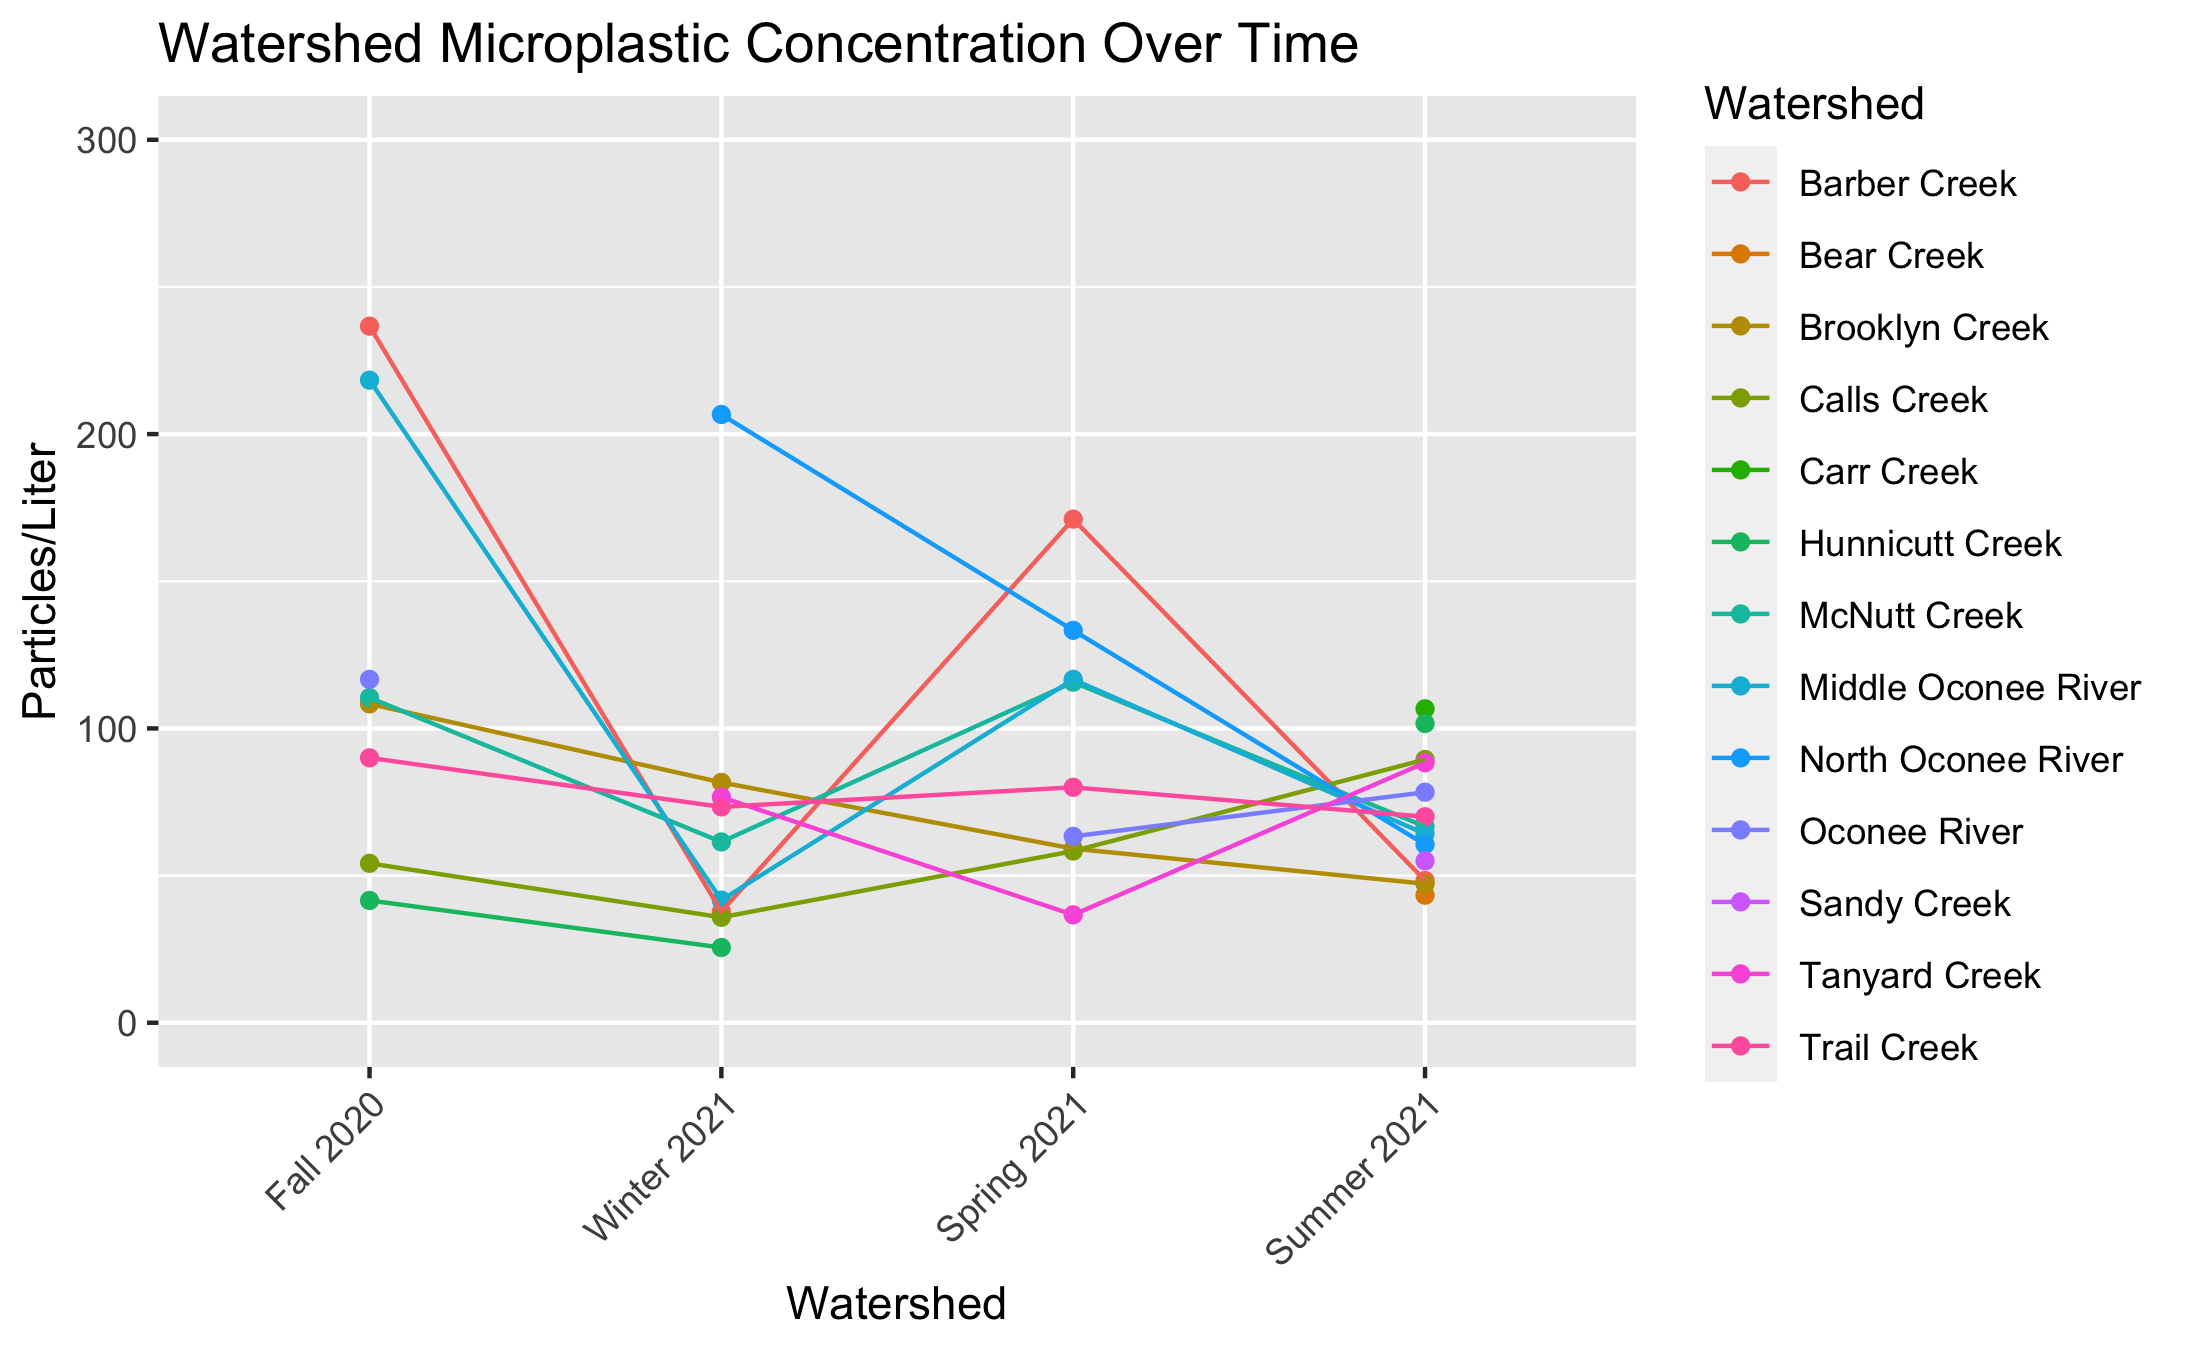 Watershed Microplastic Concentration Over Time
Particles/Liter
300
200
100
0
Fall 2020
Winter 2021
Spring 2021
Summer 2021
Watershed
Watershed
Barber Creek
Bear Creek
Brooklyn Creek
Calls Creek
Carr Creek
Hunnicutt Creek
McNutt Creek
Middle Oconee River
North Oconee River
Oconee River
Sandy Creek
Tanyard Creek
Trail Creek